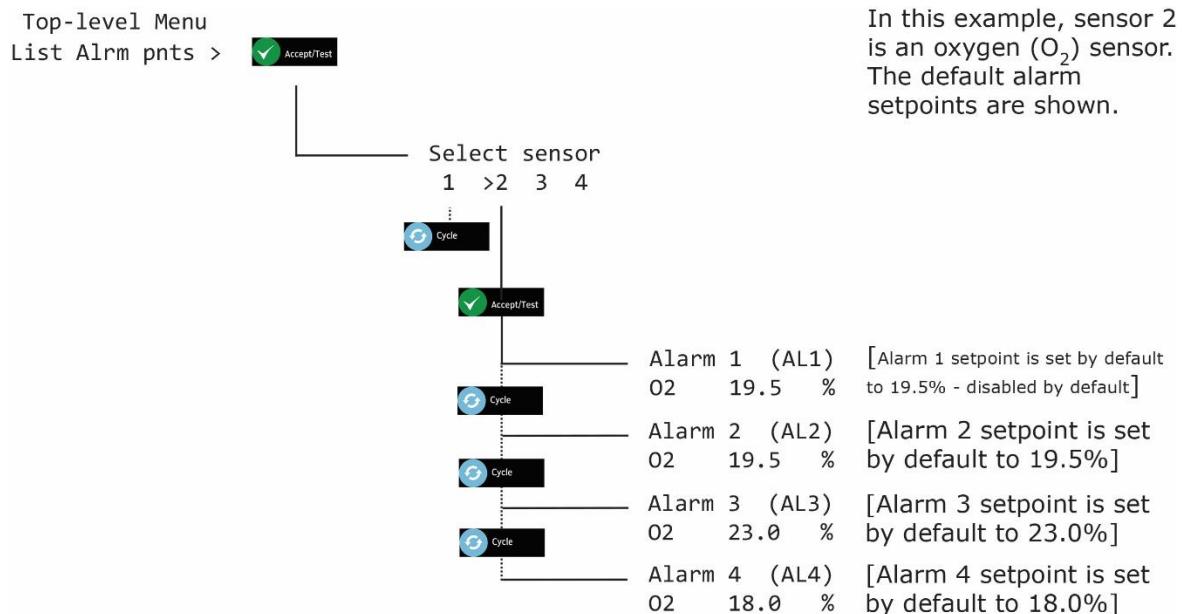 Top-level Menu
List Alrm pnts >
Accept/Test
In this example, sensor 2
is an oxygen (O₂) sensor.
The default alarm
setpoints are shown.
Select sensor
1 >2 3 4
Cycle
Accept/Test
Alarm 1 (AL1)
O2 19.5 %
[Alarm 1 setpoint is set by default
to 19.5% - disabled by default]
Cycle
Alarm 2 (AL2)
O2 19.5 %
[Alarm 2 setpoint is set
by default to 19.5%]
Cycle
Alarm 3 (AL3)
O2 23.0 %
[Alarm 3 setpoint is set
by default to 23.0%]
Cycle
Alarm 4 (AL4)
O2 18.0 %
[Alarm 4 setpoint is set
by default to 18.0%]